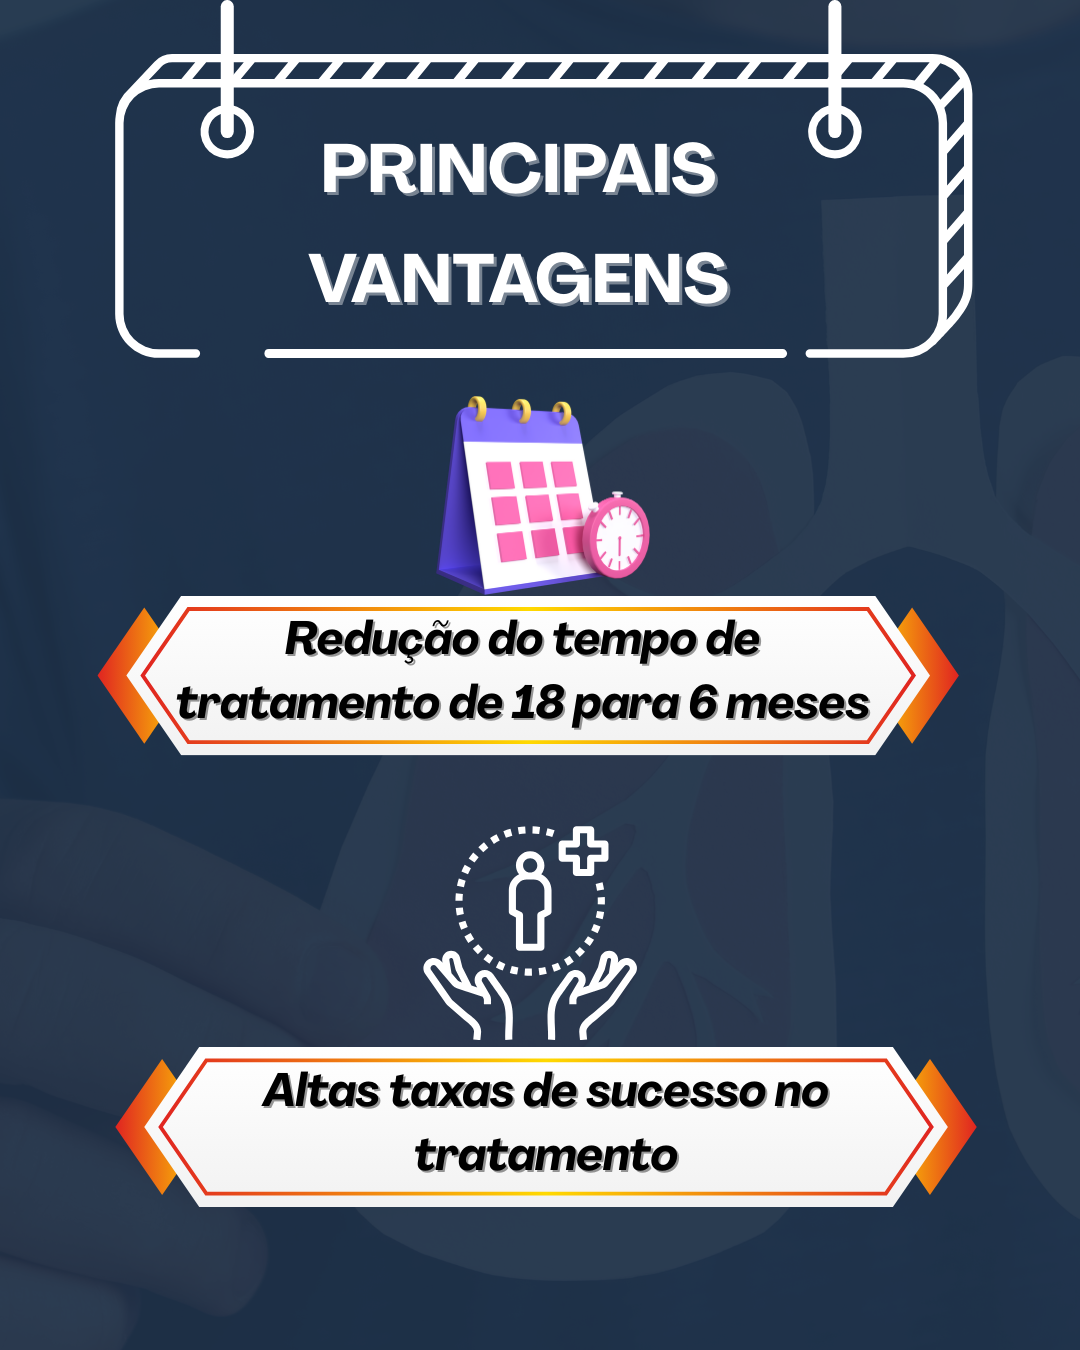 PRINCIPAIS
VANTAGENS
Redução do tempo de
tratamento de 18 para 6 meses
Altas taxas de sucesso no
tratamento